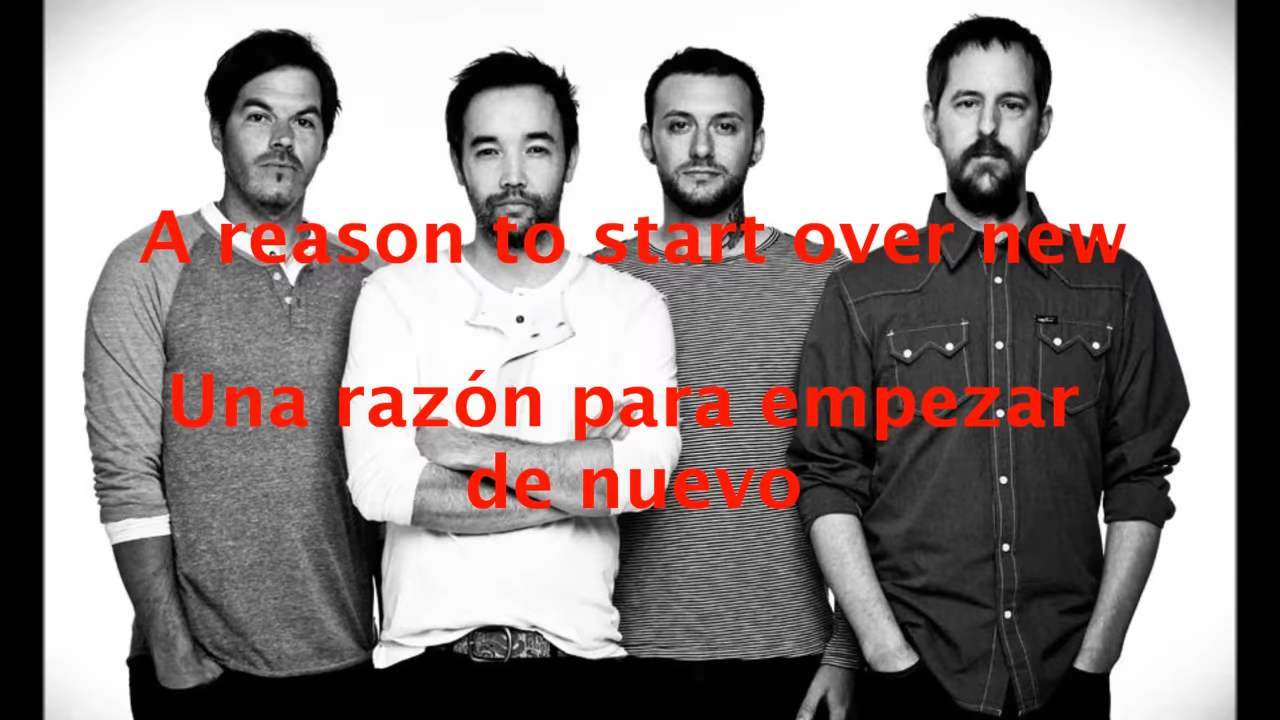 A reason to start over new
Una razón para empezar
de nuevo